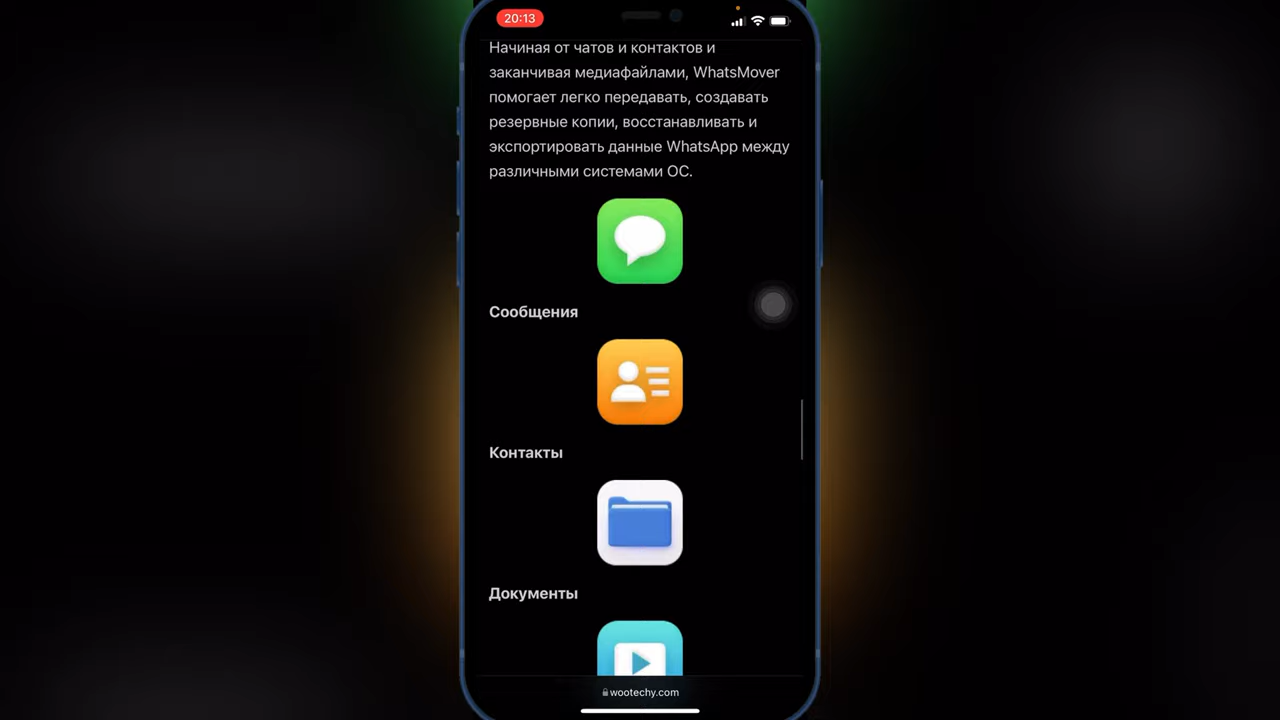 20:13
Начиная от чатов и контактов и
заканчивая медиафайлами, WhatsMover
помогает легко передавать, создавать
резервные копии, восстанавливать и
экспортировать данные WhatsApp между
различными системами ОС.
Сообщения
Контакты
Документы
wootechy.com